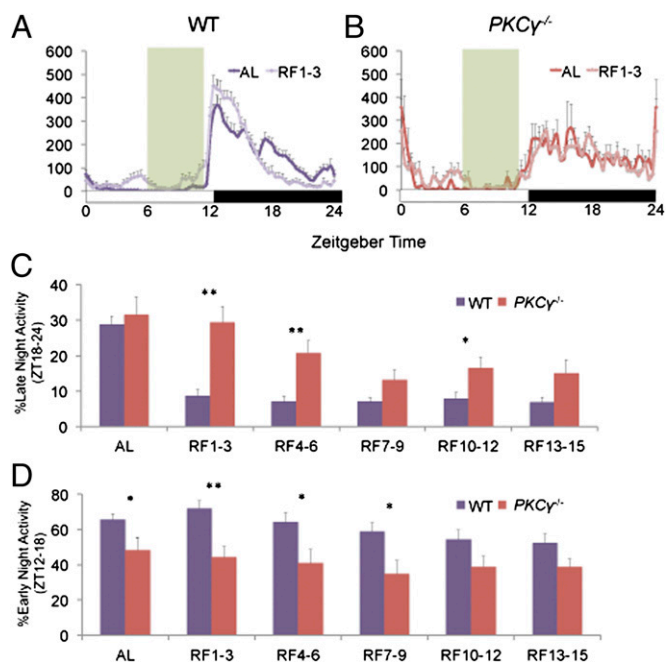 A WT B PKCγ-/-
600 AL RF1-3 600 AL RF1-3
500 500
400 400
300 300
200 200
100 100
0 0
0 6 12 18 24 0 6 12 18 24
Zeitgeber Time
C
%Late Night Activity
(ZT18-24)
40 WT PKCγ-/-
30 ** **
20 *
10
0
AL RF1-3 RF4-6 RF7-9 RF10-12 RF13-15
D
%Early Night Activity
(ZT12-18)
80 * ** * * WT PKCγ-/-
60
40
20
0
AL RF1-3 RF4-6 RF7-9 RF10-12 RF13-15